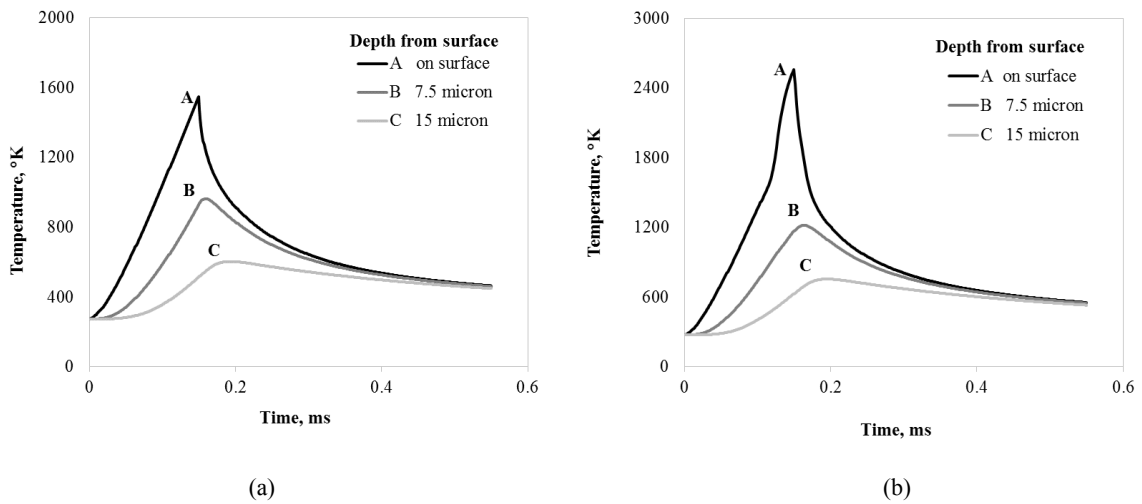 2000
1600
1200
800
400
0
Temperature, °K
0
0.2
0.4
0.6
Time, ms
Depth from surface
A on surface
B 7.5 micron
C 15 micron
A
B
C
(a)
3000
2400
1800
1200
600
0
Temperature, °K
0
0.2
0.4
0.6
Time, ms
Depth from surface
A on surface
B 7.5 micron
C 15 micron
A
B
C
(b)